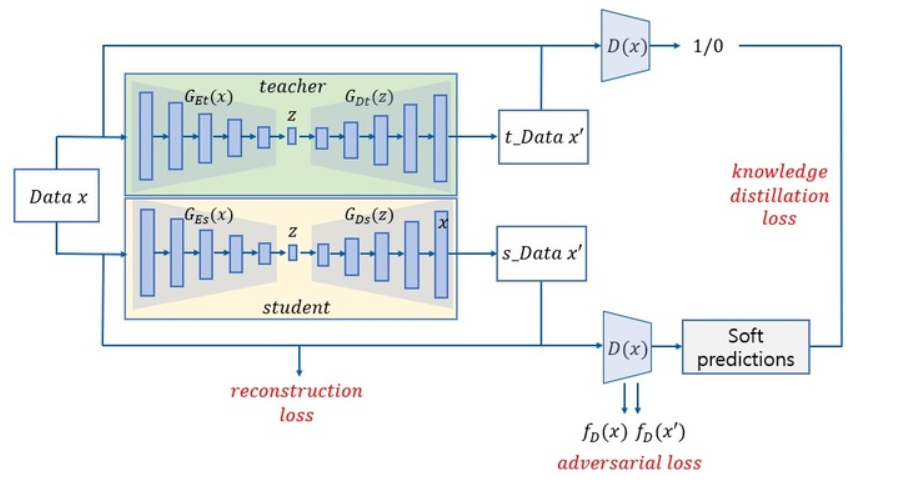 D(x)
1/0
teacher
G_Et(x)
z
G_Dt(z)
t_Data x′
Data x
knowledge
distillation
loss
G_Es(x)
z
G_Ds(z)
x
s_Data x′
student
D(x)
Soft
predictions
reconstruction
loss
f_D(x) f_D(x′)
adversarial loss